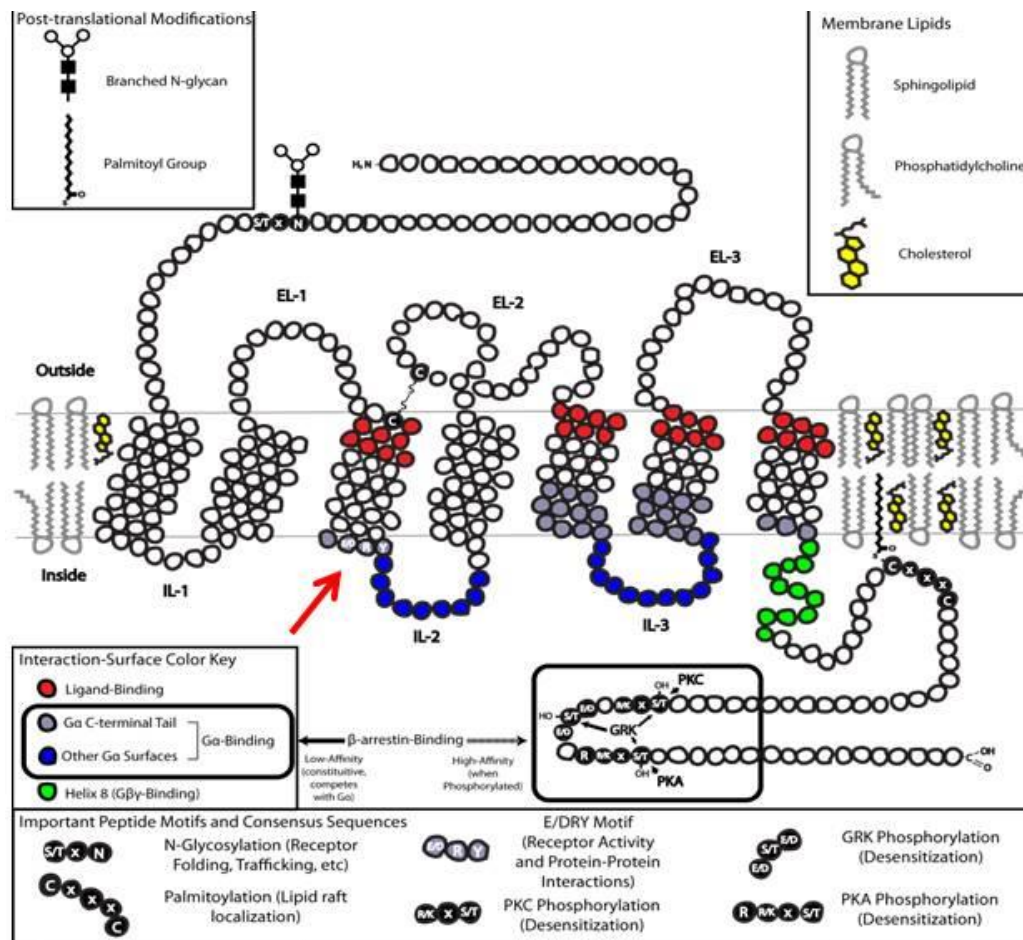 Post-translational Modifications
Branched N-glycan
Palmitoyl Group
O
S
Membrane Lipids
Sphingolipid
Phosphatidylcholine
Cholesterol
H₂N
S/T X N
EL-1
EL-2
EL-3
C
C
Outside
Inside
IL-1
IL-2
IL-3
O
S
C X X X C
Interaction-Surface Color Key
Ligand-Binding
Gα C-terminal Tail
Other Gα Surfaces
Gα-Binding
Helix 8 (Gβγ-Binding)
β-arrestin-Binding
Low-Affinity
(constitutive,
competes
with Gα)
High-Affinity
(when
Phosphorylated)
OH
PKC
HO
S/T E/D R/K X S/T
GRK
E/D
R R/K X S/T
OH
PKA
C OH
O
Important Peptide Motifs and Consensus Sequences
S/T X N
N-Glycosylation (Receptor
Folding, Trafficking, etc)
C X X X C
Palmitoylation (Lipid raft
localization)
E/D R Y
E/DRY Motif
(Receptor Activity
and Protein-Protein
Interactions)
R/K X S/T
PKC Phosphorylation
(Desensitization)
E/D S/T E/D
GRK Phosphorylation
(Desensitization)
R R/K X S/T
PKA Phosphorylation
(Desensitization)